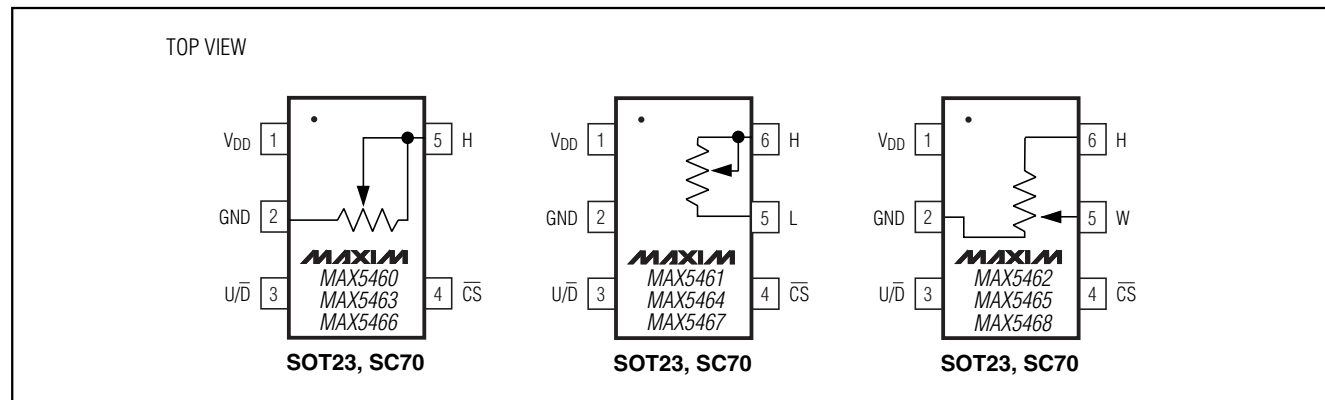 TOP VIEW
VDD 1
5 H
GND 2
U/D̅ 3
4 C̅S̅
MAXIM
MAX5460
MAX5463
MAX5466
SOT23, SC70
VDD 1
6 H
GND 2
5 L
U/D̅ 3
4 C̅S̅
MAXIM
MAX5461
MAX5464
MAX5467
SOT23, SC70
VDD 1
6 H
GND 2
5 W
U/D̅ 3
4 C̅S̅
MAXIM
MAX5462
MAX5465
MAX5468
SOT23, SC70